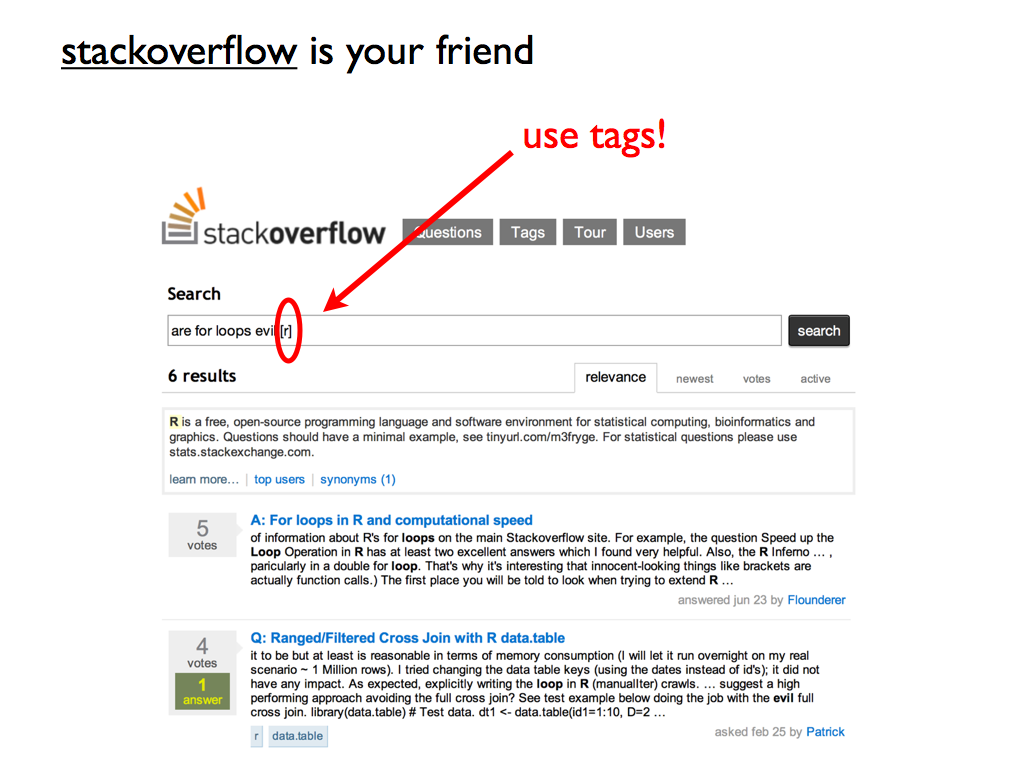 stackoverflow is your friend
use tags!
stackoverflow Questions Tags Tour Users
Search
are for loops evil [r] search
6 results relevance newest votes active
R is a free, open-source programming language and software environment for statistical computing, bioinformatics and
graphics. Questions should have a minimal example, see tinyurl.com/m3fryge. For statistical questions please use
stats.stackexchange.com.
learn more… | top users | synonyms (1)
5
votes
A: For loops in R and computational speed
of information about R's for loops on the main Stackoverflow site. For example, the question Speed up the
Loop Operation in R has at least two excellent answers which I found very helpful. Also, the R Inferno … ,
paricularly in a double for loop. That's why it's interesting that innocent-looking things like brackets are
actually function calls.) The first place you will be told to look when trying to extend R …
answered jun 23 by Flounderer
4
votes
1
answer
Q: Ranged/Filtered Cross Join with R data.table
it to be but at least is reasonable in terms of memory consumption (I will let it run overnight on my real
scenario ~ 1 Million rows). I tried changing the data table keys (using the dates instead of id's); it did not
have any impact. As expected, explicitly writing the loop in R (manualIter) crawls. … suggest a high
performing approach avoiding the full cross join? See test example below doing the job with the evil full
cross join. library(data.table) # Test data. dt1 <- data.table(id1=1:10, D=2 …
r data.table
asked feb 25 by Patrick